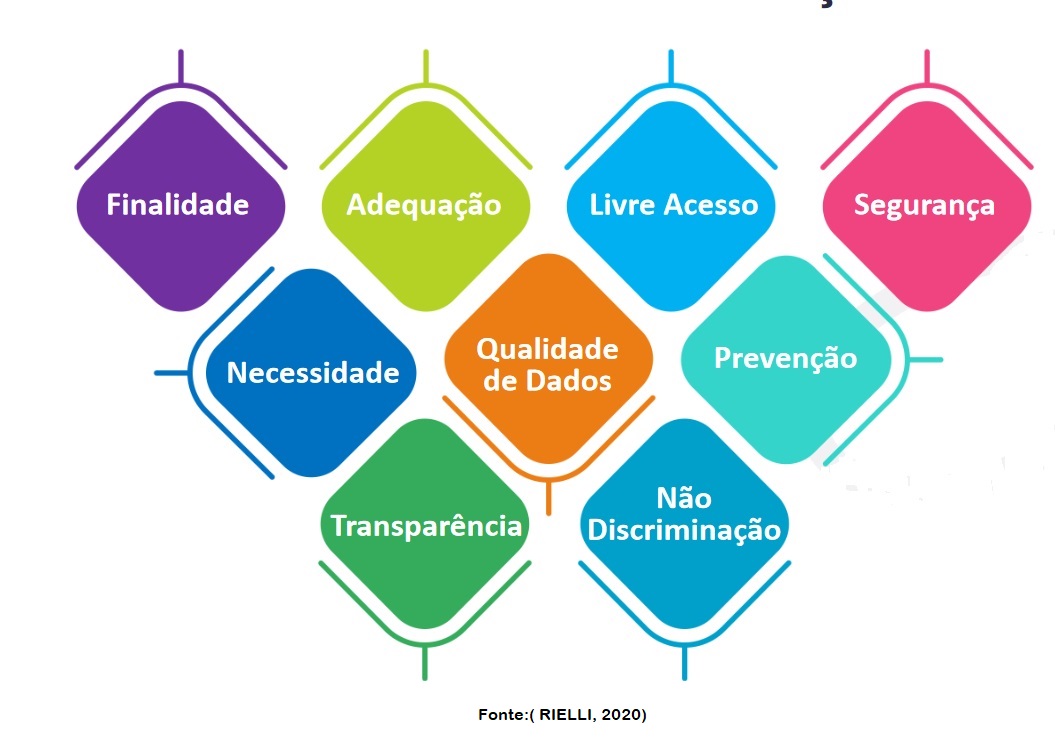 Finalidade
Adequação
Livre Acesso
Segurança
Necessidade
Qualidade
de Dados
Prevenção
Transparência
Não
Discriminação
Fonte:( RIELLI, 2020)